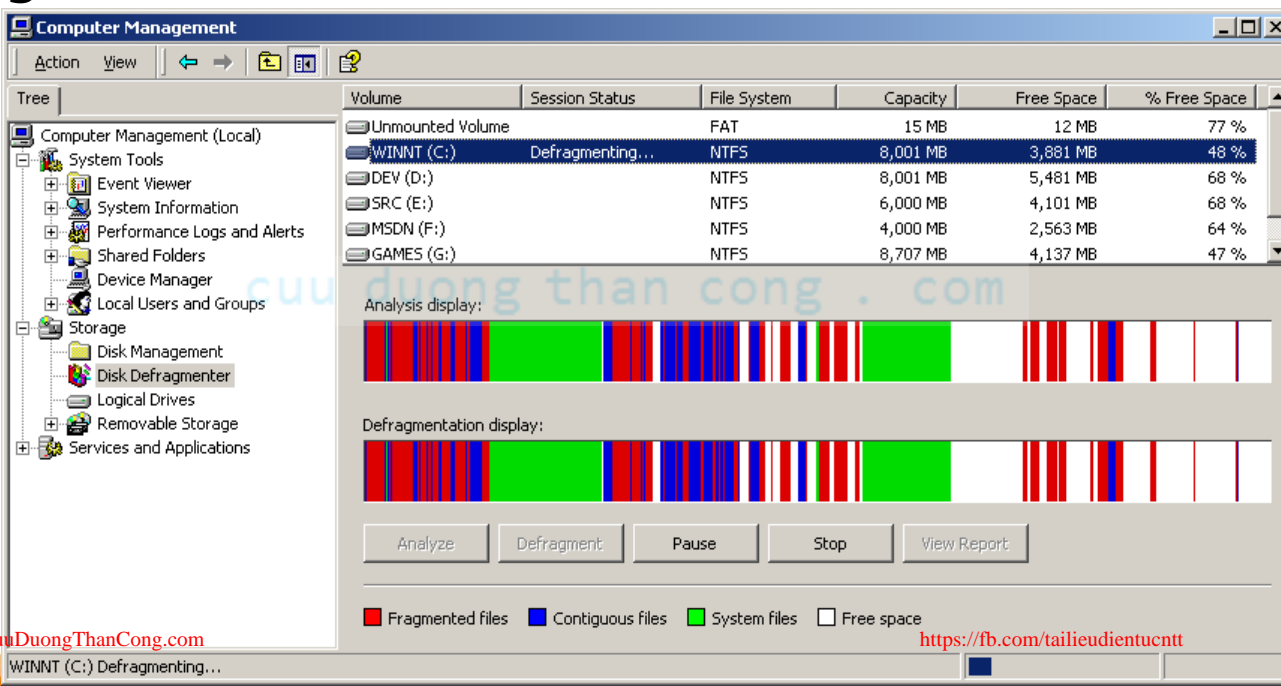 Computer Management
Action View
Tree
Computer Management (Local)
System Tools
Event Viewer
System Information
Performance Logs and Alerts
Shared Folders
Device Manager
Local Users and Groups
Storage
Disk Management
Disk Defragmenter
Logical Drives
Removable Storage
Services and Applications
Volume Session Status File System Capacity Free Space % Free Space
Unmounted Volume FAT 15 MB 12 MB 77 %
WINNT (C:) Defragmenting... NTFS 8,001 MB 3,881 MB 48 %
DEV (D:) NTFS 8,001 MB 5,481 MB 68 %
SRC (E:) NTFS 6,000 MB 4,101 MB 68 %
MSDN (F:) NTFS 4,000 MB 2,563 MB 64 %
GAMES (G:) NTFS 8,707 MB 4,137 MB 47 %
cuu duong than cong . com
Analysis display:
Defragmentation display:
Analyze Defragment Pause Stop View Report
Fragmented files Contiguous files System files Free space
uuDuongThanCong.com https://fb.com/tailieudientucntt
WINNT (C:) Defragmenting...